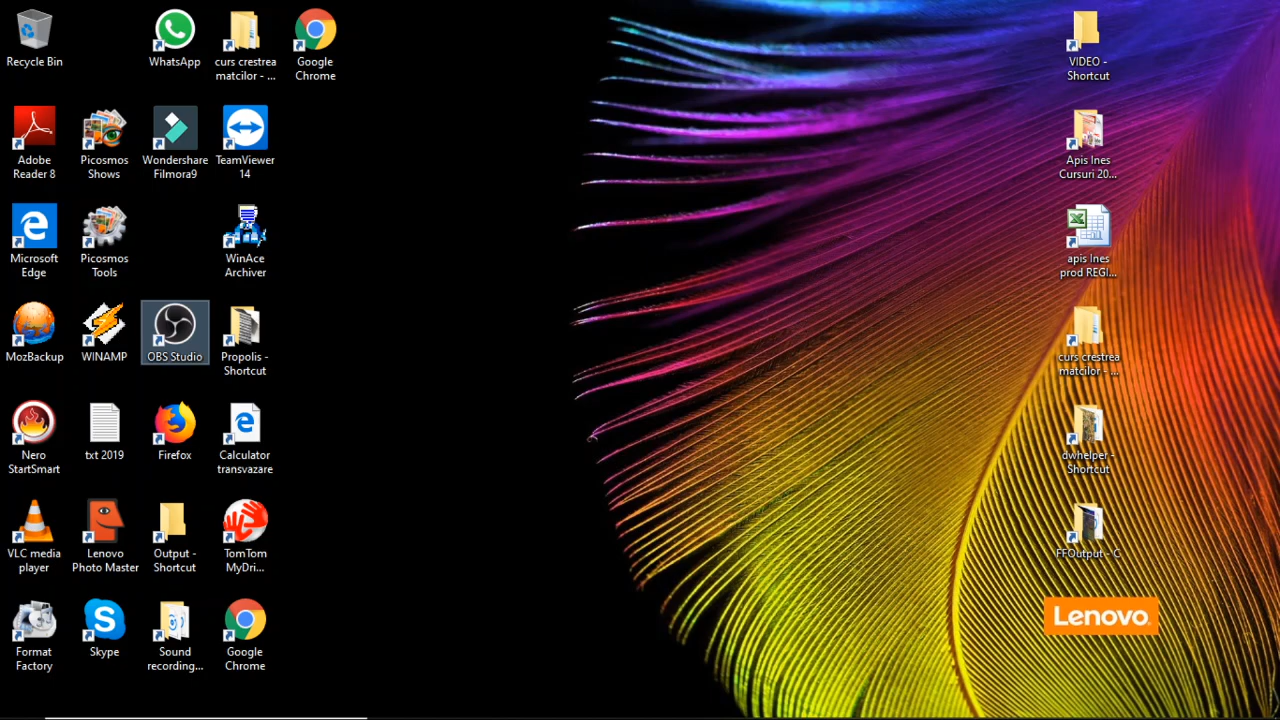 Recycle Bin
WhatsApp
curs crestrea
matcilor - ...
Google
Chrome
VIDEO -
Shortcut
Adobe
Reader 8
Picosmos
Shows
Wondershare
Filmora9
TeamViewer
14
Apis Ines
Cursuri 20...
Microsoft
Edge
Picosmos
Tools
WinAce
Archiver
apis Ines
prod REGI...
MozBackup
WINAMP
OBS Studio
Propolis -
Shortcut
curs crestrea
matcilor - ...
Nero
StartSmart
txt 2019
Firefox
Calculator
transvazare
dwhelper -
Shortcut
VLC media
player
Lenovo
Photo Master
Output -
Shortcut
TomTom
MyDri...
FFOutput - C
Lenovo
Format
Factory
Skype
Sound
recording...
Google
Chrome